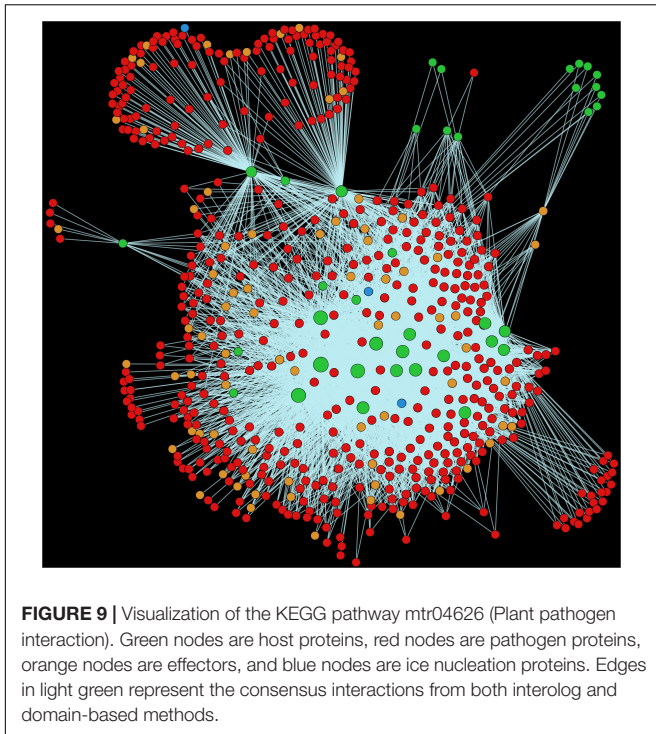 FIGURE 9 | Visualization of the KEGG pathway mtr04626 (Plant pathogen
interaction). Green nodes are host proteins, red nodes are pathogen proteins,
orange nodes are effectors, and blue nodes are ice nucleation proteins. Edges
in light green represent the consensus interactions from both interolog and
domain-based methods.